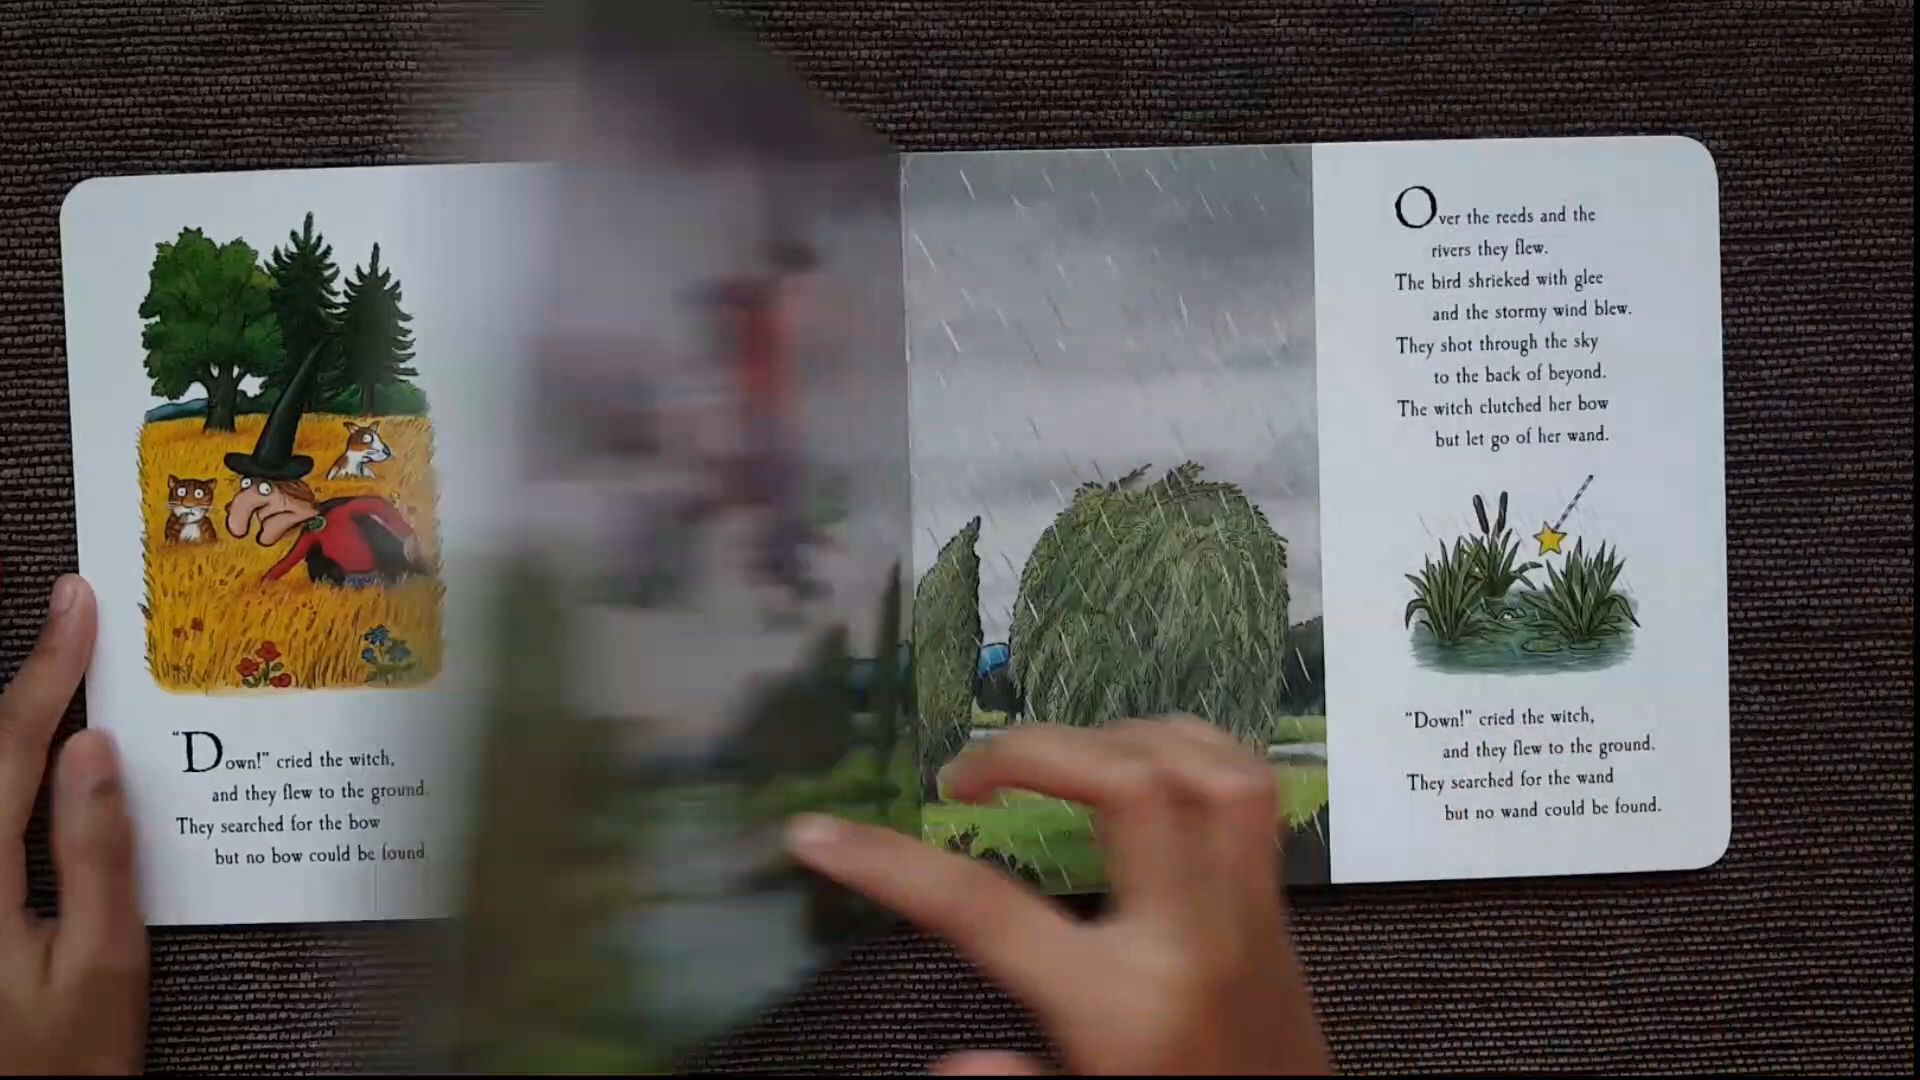 "Down!" cried the witch,
and they flew to the ground.
They searched for the bow
but no bow could be found
Over the reeds and the
rivers they flew.
The bird shrieked with glee
and the stormy wind blew.
They shot through the sky
to the back of beyond.
The witch clutched her bow
but let go of her wand.
"Down!" cried the witch,
and they flew to the ground.
They searched for the wand
but no wand could be found.